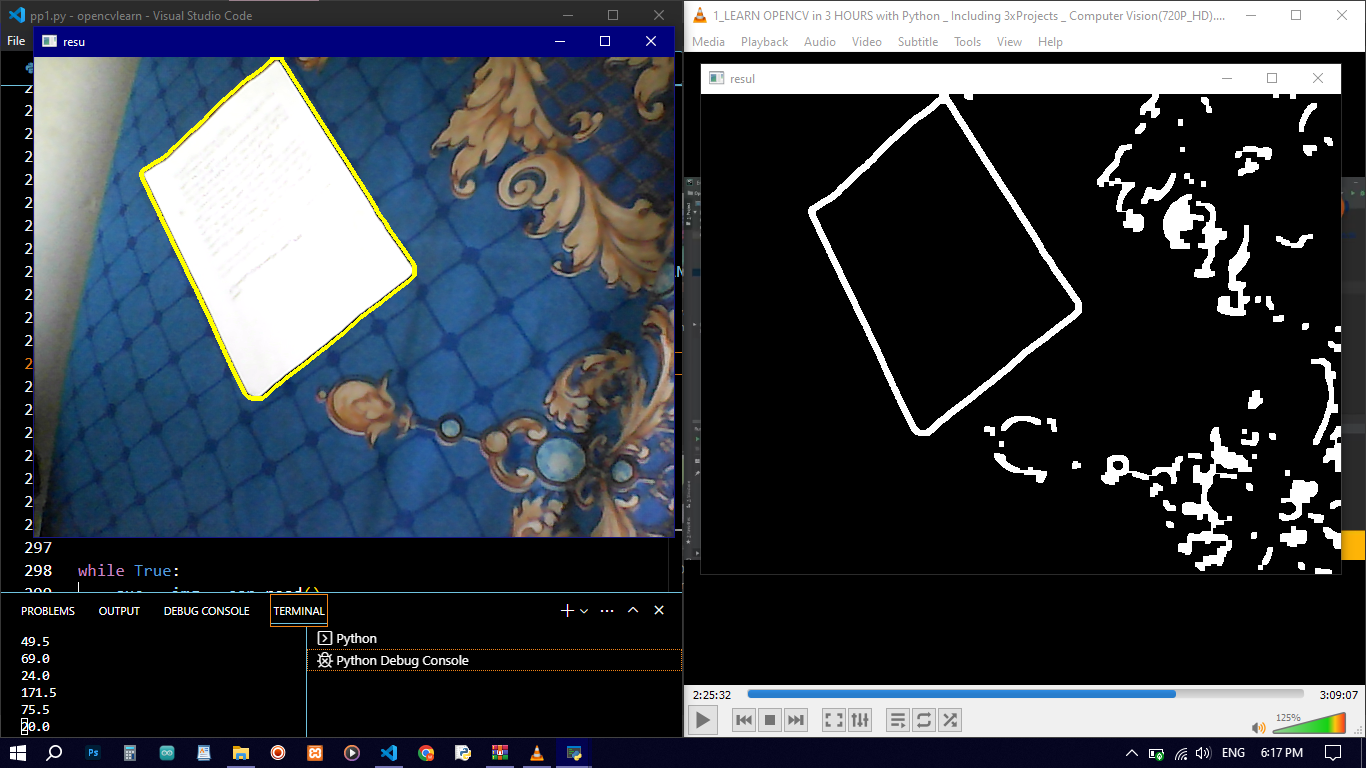 pp1.py - opencvlearn - Visual Studio Code
File
resu
297
298 while True:
PROBLEMS OUTPUT DEBUG CONSOLE TERMINAL
49.5
69.0
24.0
171.5
75.5
20.0
Python
Python Debug Console
1_LEARN OPENCV in 3 HOURS with Python _ Including 3xProjects _ Computer Vision(720P_HD)....
Media Playback Audio Video Subtitle Tools View Help
resul
2:25:32
3:09:07
125%
Ps
ENG 6:17 PM